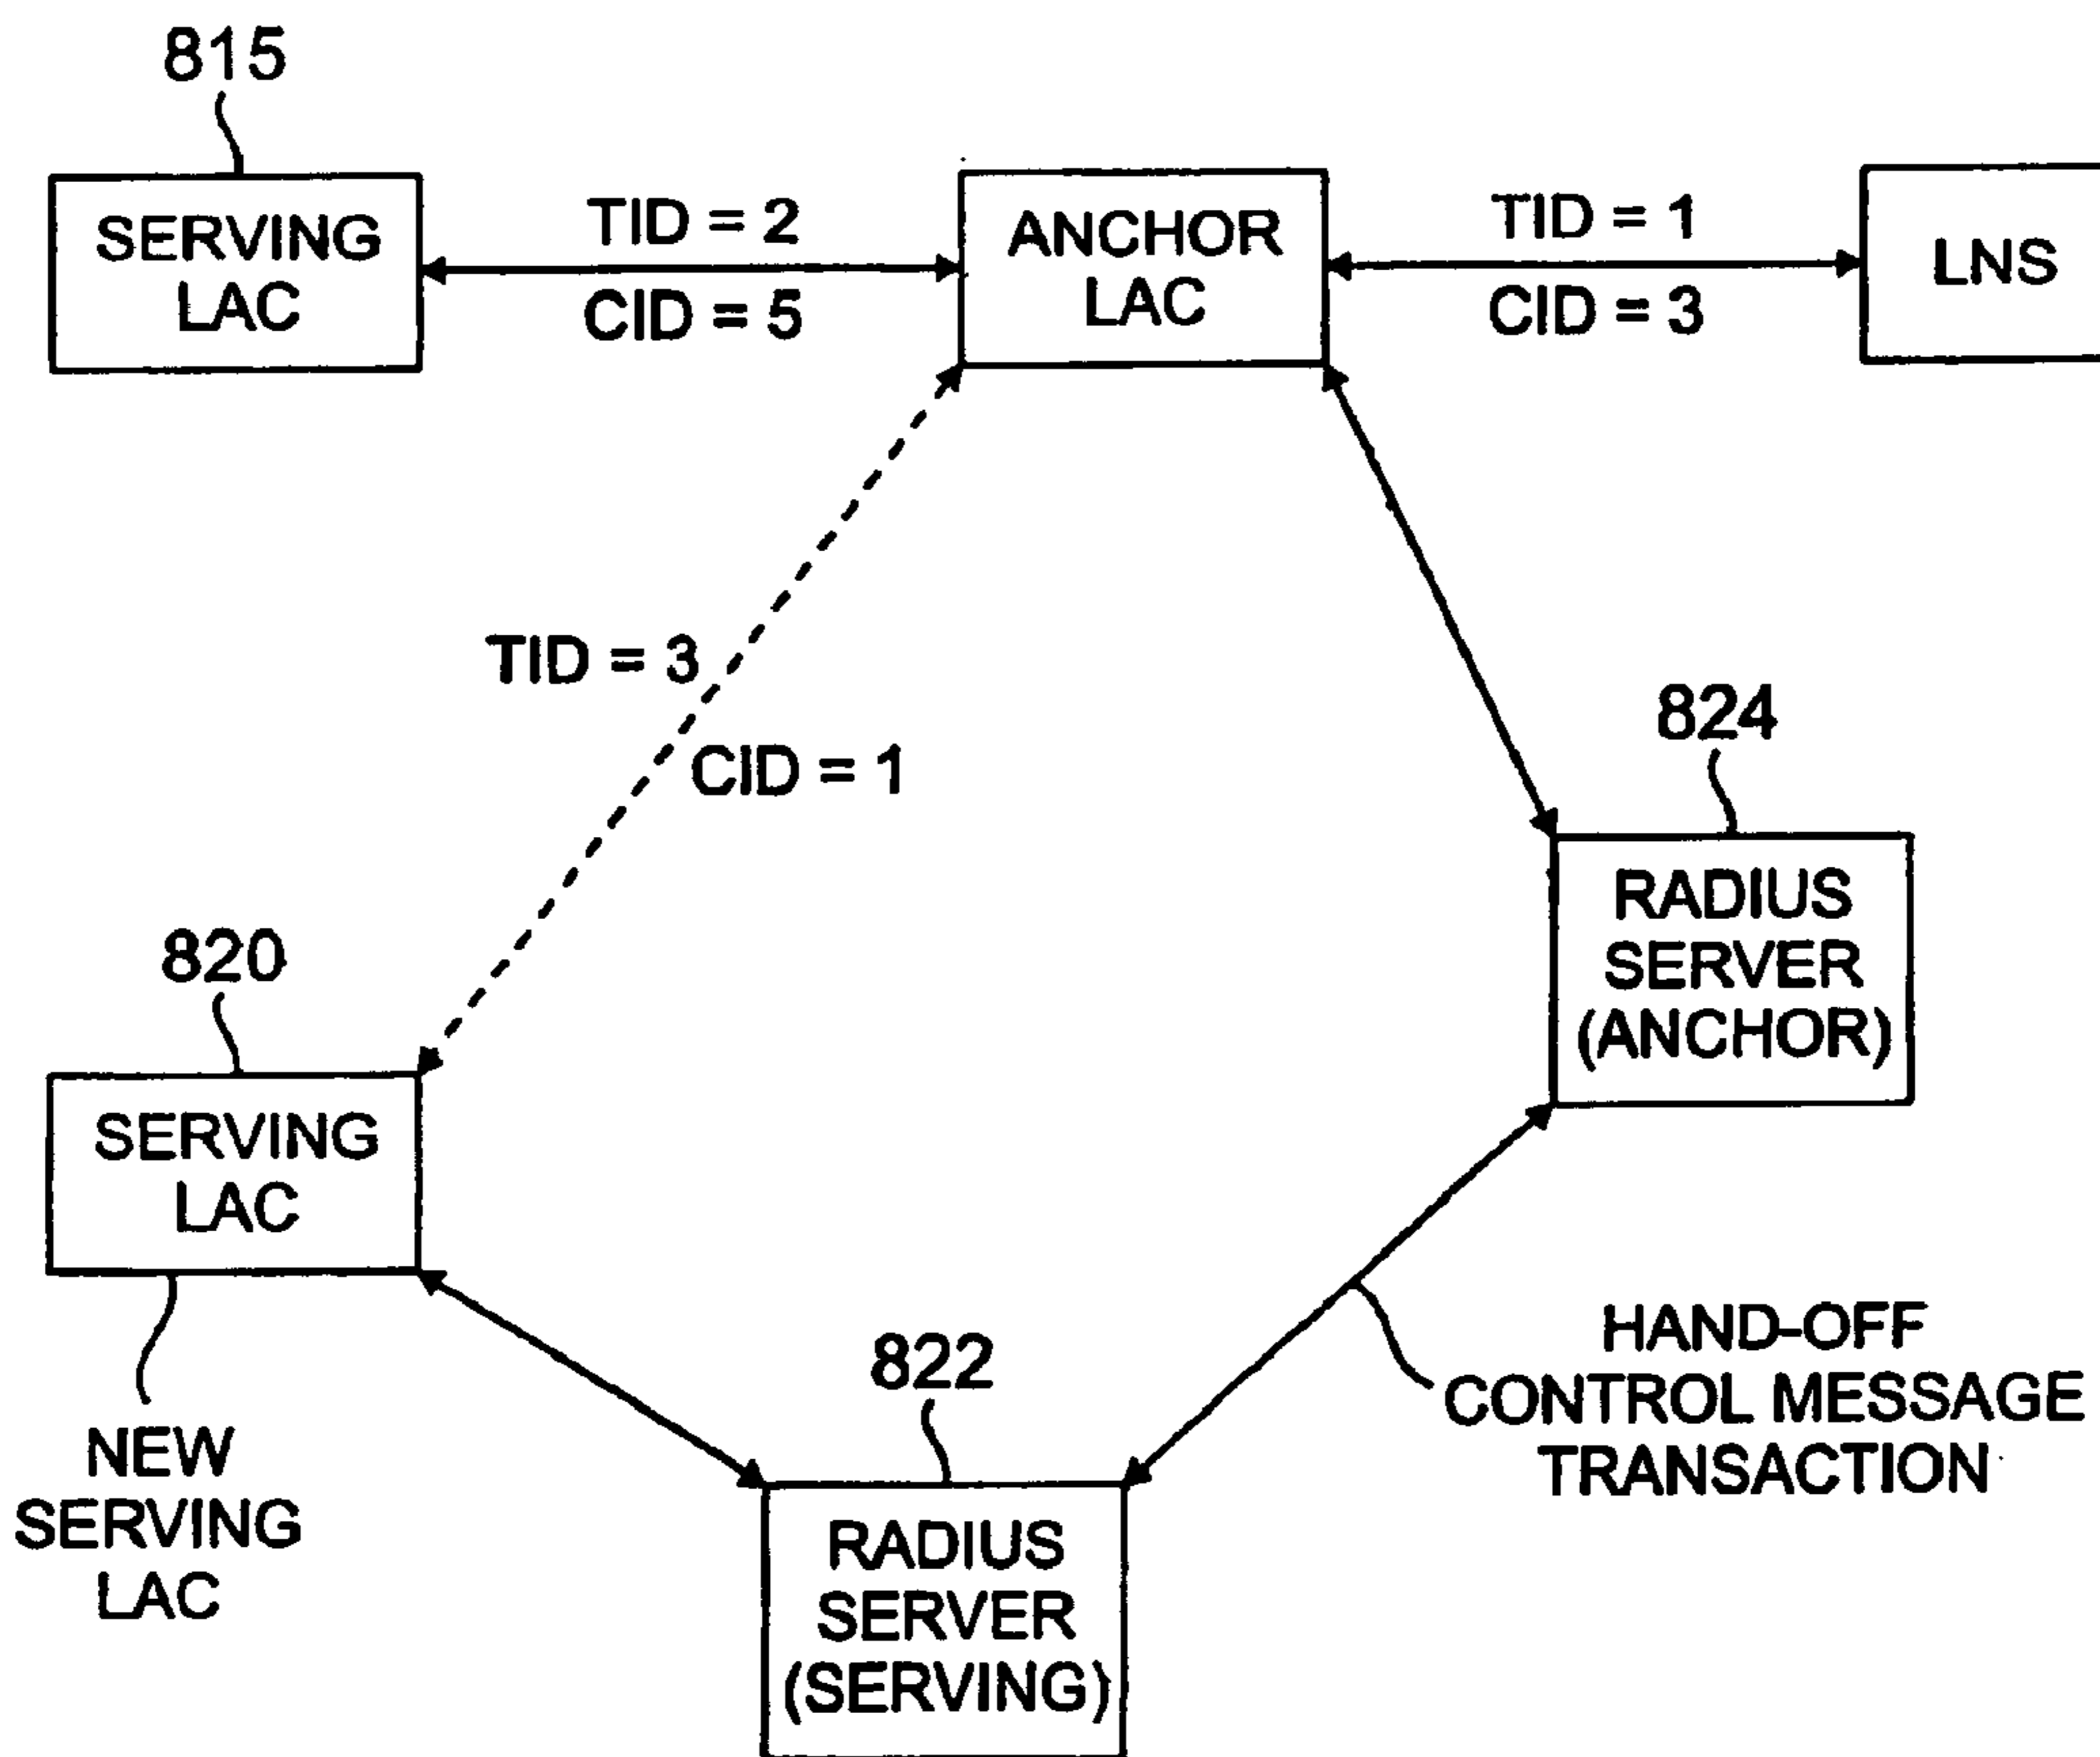 815
SERVING
LAC
TID = 2
CID = 5
ANCHOR
LAC
TID = 1
CID = 3
LNS
TID = 3
CID = 1
824
RADIUS
SERVER
(ANCHOR)
820
SERVING
LAC
NEW
SERVING
LAC
822
RADIUS
SERVER
(SERVING)
HAND-OFF
CONTROL MESSAGE
TRANSACTION